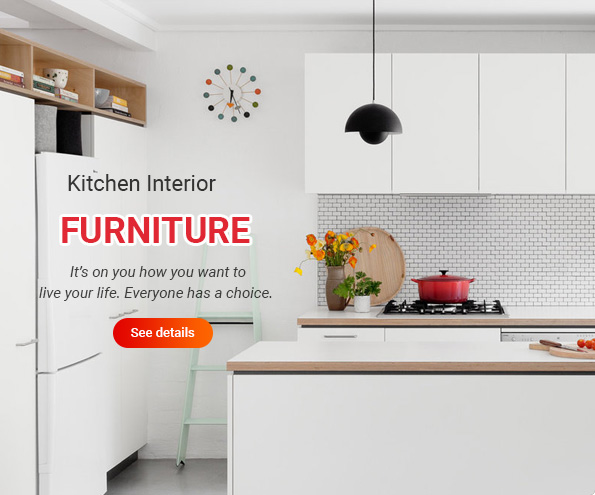 Kitchen Interior
FURNITURE
It's on you how you want to
live your life. Everyone has a choice.
See details